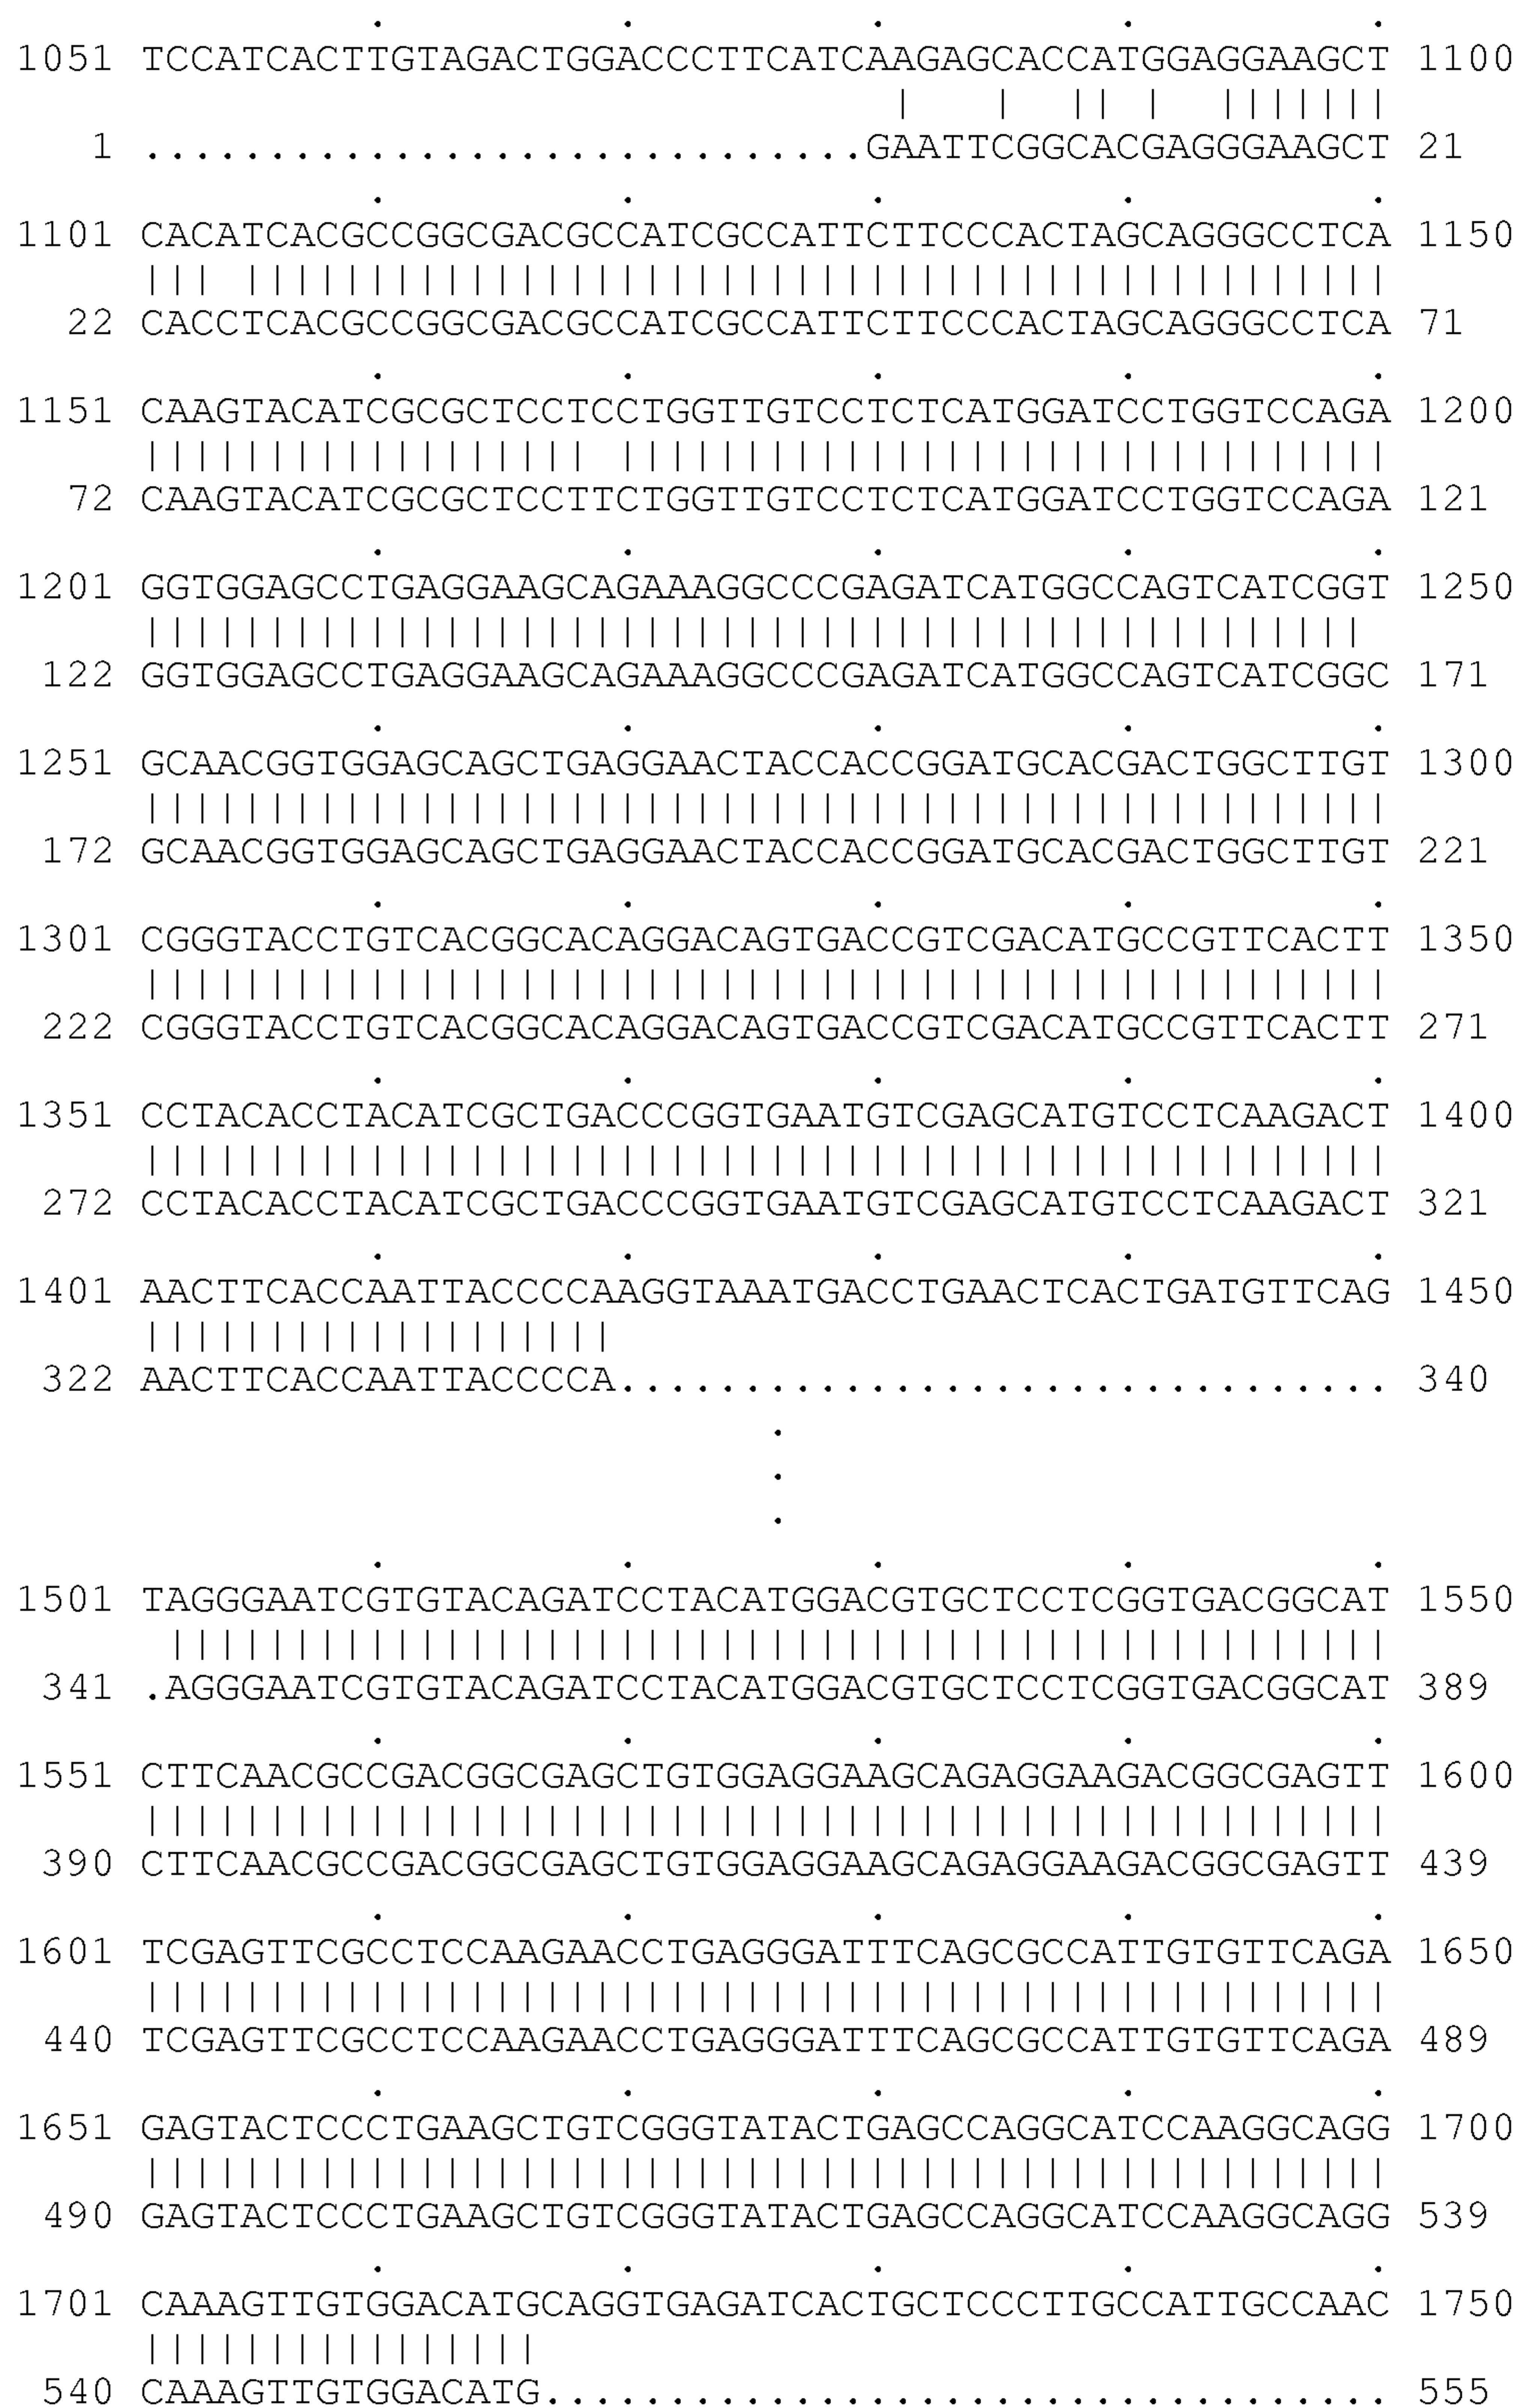 1051 TCCATCACTTGTAGACTGGACCCTTCATCAAGAGCACCATGGAGGAAGCT 1100
| | || | |||||||
1 .............................GAATTCGGCACGAGGGAAGCT 21
1101 CACATCACGCCGGCGACGCCATCGCCATTCTTCCCACTAGCAGGGCCTCA 1150
||| ||||||||||||||||||||||||||||||||||||||||||||||
22 CACCTCACGCCGGCGACGCCATCGCCATTCTTCCCACTAGCAGGGCCTCA 71
1151 CAAGTACATCGCGCTCCTCCTGGTTGTCCTCTCATGGATCCTGGTCCAGA 1200
|||||||||||||||||| |||||||||||||||||||||||||||||||
72 CAAGTACATCGCGCTCCTTCTGGTTGTCCTCTCATGGATCCTGGTCCAGA 121
1201 GGTGGAGCCTGAGGAAGCAGAAAGGCCCGAGATCATGGCCAGTCATCGGT 1250
|||||||||||||||||||||||||||||||||||||||||||||||||
122 GGTGGAGCCTGAGGAAGCAGAAAGGCCCGAGATCATGGCCAGTCATCGGC 171
1251 GCAACGGTGGAGCAGCTGAGGAACTACCACCGGATGCACGACTGGCTTGT 1300
||||||||||||||||||||||||||||||||||||||||||||||||||
172 GCAACGGTGGAGCAGCTGAGGAACTACCACCGGATGCACGACTGGCTTGT 221
1301 CGGGTACCTGTCACGGCACAGGACAGTGACCGTCGACATGCCGTTCACTT 1350
||||||||||||||||||||||||||||||||||||||||||||||||||
222 CGGGTACCTGTCACGGCACAGGACAGTGACCGTCGACATGCCGTTCACTT 271
1351 CCTACACCTACATCGCTGACCCGGTGAATGTCGAGCATGTCCTCAAGACT 1400
||||||||||||||||||||||||||||||||||||||||||||||||||
272 CCTACACCTACATCGCTGACCCGGTGAATGTCGAGCATGTCCTCAAGACT 321
1401 AACTTCACCAATTACCCCAAGGTAAATGACCTGAACTCACTGATGTTCAG 1450
|||||||||||||||||||
322 AACTTCACCAATTACCCCA............................... 340
.
.
.
1501 TAGGGAATCGTGTACAGATCCTACATGGACGTGCTCCTCGGTGACGGCAT 1550
|||||||||||||||||||||||||||||||||||||||||||||||||
341 .AGGGAATCGTGTACAGATCCTACATGGACGTGCTCCTCGGTGACGGCAT 389
1551 CTTCAACGCCGACGGCGAGCTGTGGAGGAAGCAGAGGAAGACGGCGAGTT 1600
||||||||||||||||||||||||||||||||||||||||||||||||||
390 CTTCAACGCCGACGGCGAGCTGTGGAGGAAGCAGAGGAAGACGGCGAGTT 439
1601 TCGAGTTCGCCTCCAAGAACCTGAGGGATTTCAGCGCCATTGTGTTCAGA 1650
||||||||||||||||||||||||||||||||||||||||||||||||||
440 TCGAGTTCGCCTCCAAGAACCTGAGGGATTTCAGCGCCATTGTGTTCAGA 489
1651 GAGTACTCCCTGAAGCTGTCGGGTATACTGAGCCAGGCATCCAAGGCAGG 1700
||||||||||||||||||||||||||||||||||||||||||||||||||
490 GAGTACTCCCTGAAGCTGTCGGGTATACTGAGCCAGGCATCCAAGGCAGG 539
1701 CAAAGTTGTGGACATGCAGGTGAGATCACTGCTCCCTTGCCATTGCCAAC 1750
||||||||||||||||
540 CAAAGTTGTGGACATG.................................. 555